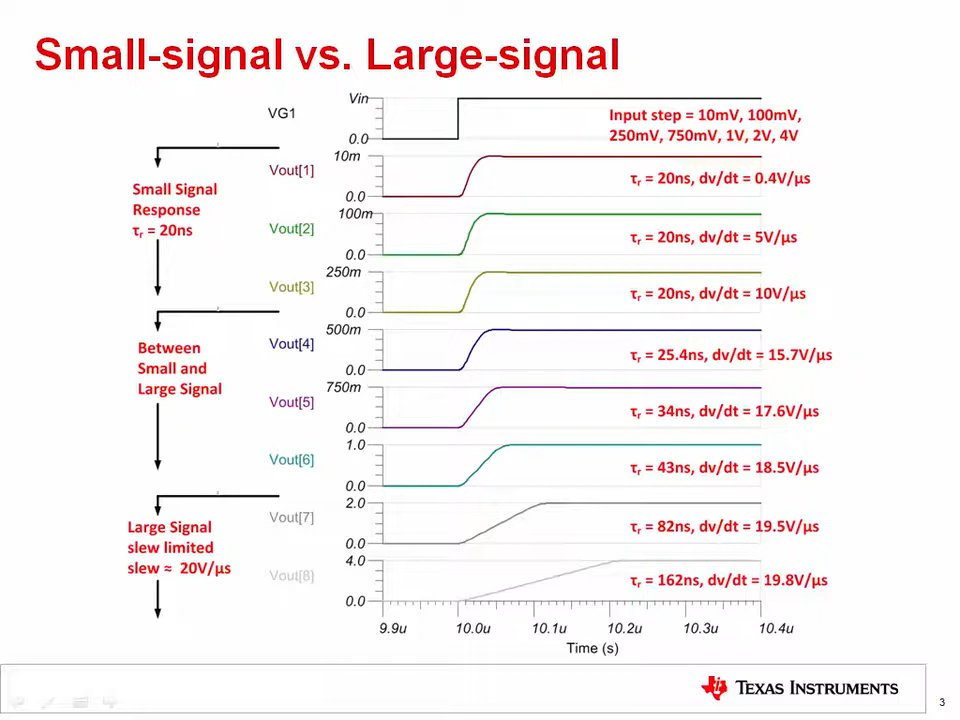 Small-signal vs. Large-signal
VG1
Vin
0.0
Input step = 10mV, 100mV,
250mV, 750mV, 1V, 2V, 4V
Small Signal
Response
τr = 20ns
Vout[1]
10m
0.0
τr = 20ns, dv/dt = 0.4V/µs
Vout[2]
100m
0.0
τr = 20ns, dv/dt = 5V/µs
Vout[3]
250m
0.0
τr = 20ns, dv/dt = 10V/µs
Between
Small and
Large Signal
Vout[4]
500m
0.0
τr = 25.4ns, dv/dt = 15.7V/µs
Vout[5]
750m
0.0
τr = 34ns, dv/dt = 17.6V/µs
Vout[6]
1.0
0.0
τr = 43ns, dv/dt = 18.5V/µs
Large Signal
slew limited
slew ≈ 20V/µs
Vout[7]
2.0
0.0
τr = 82ns, dv/dt = 19.5V/µs
Vout[8]
4.0
0.0
τr = 162ns, dv/dt = 19.8V/µs
9.9u 10.0u 10.1u 10.2u 10.3u 10.4u
Time (s)
TEXAS INSTRUMENTS
3